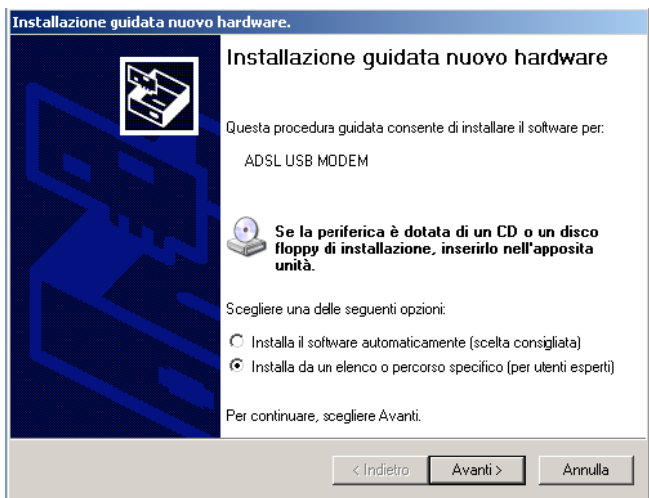 Installazione guidata nuovo hardware.
Installazione guidata nuovo hardware
Questa procedura guidata consente di installare il software per:
ADSL USB MODEM
Se la periferica è dotata di un CD o un disco
floppy di installazione, inserirlo nell'apposita
unità.
Scegliere una delle seguenti opzioni:
Installa il software automaticamente (scelta consigliata)
Installa da un elenco o percorso specifico (per utenti esperti)
Per continuare, scegliere Avanti.
< Indietro Avanti > Annulla